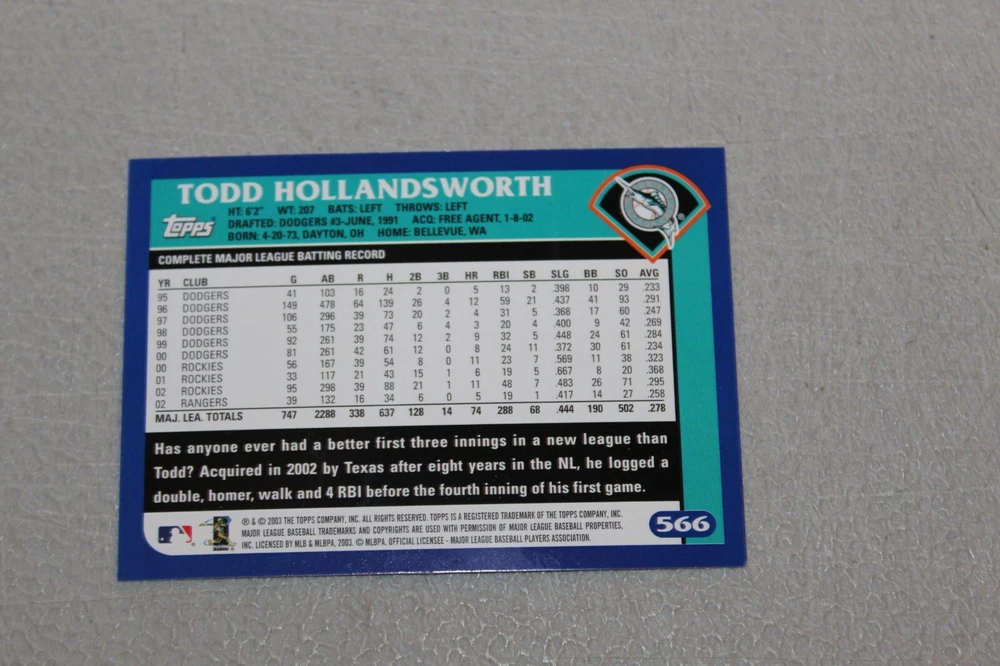 TODD HOLLANDSWORTH
Topps
HT: 6'2" WT: 207 BATS: LEFT THROWS: LEFT
DRAFTED: DODGERS #3-JUNE, 1991 ACQ: FREE AGENT, 1-8-02
BORN: 4-20-73, DAYTON, OH HOME: BELLEVUE, WA
COMPLETE MAJOR LEAGUE BATTING RECORD
YR CLUB G AB R H 2B 3B HR RBI SB SLG BB SO AVG
95 DODGERS 41 103 16 24 2 0 5 13 2 .398 10 29 .233
96 DODGERS 149 478 64 139 26 4 12 59 21 .437 41 93 .291
97 DODGERS 106 296 39 73 20 2 4 31 5 .368 17 60 .247
98 DODGERS 55 175 23 47 6 4 3 20 4 .400 9 42 .269
99 DODGERS 92 261 39 74 12 2 9 32 5 .448 24 61 .284
00 DODGERS 81 261 42 61 12 0 8 24 11 .372 30 61 .234
00 ROCKIES 56 167 39 54 8 0 11 23 7 .569 11 38 .323
01 ROCKIES 33 117 21 43 15 1 6 19 5 .667 8 20 .368
02 ROCKIES 95 298 39 88 21 1 11 48 7 .483 26 71 .295
02 RANGERS 39 132 16 34 6 0 5 19 1 .417 14 27 .258
MAJ. LEA. TOTALS 747 2288 338 637 128 14 74 288 68 .444 190 502 .278
Has anyone ever had a better first three innings in a new league than
Todd? Acquired in 2002 by Texas after eight years in the NL, he logged a
double, homer, walk and 4 RBI before the fourth inning of his first game.
® & © 2003 THE TOPPS COMPANY, INC. ALL RIGHTS RESERVED. TOPPS IS A REGISTERED TRADEMARK OF THE TOPPS COMPANY, INC.
MAJOR LEAGUE BASEBALL TRADEMARKS AND COPYRIGHTS ARE USED WITH PERMISSION OF MAJOR LEAGUE BASEBALL PROPERTIES,
INC. LICENSED BY MLB & MLBPA, 2003. © MLBPA. OFFICIAL LICENSEE - MAJOR LEAGUE BASEBALL PLAYERS ASSOCIATION.
566